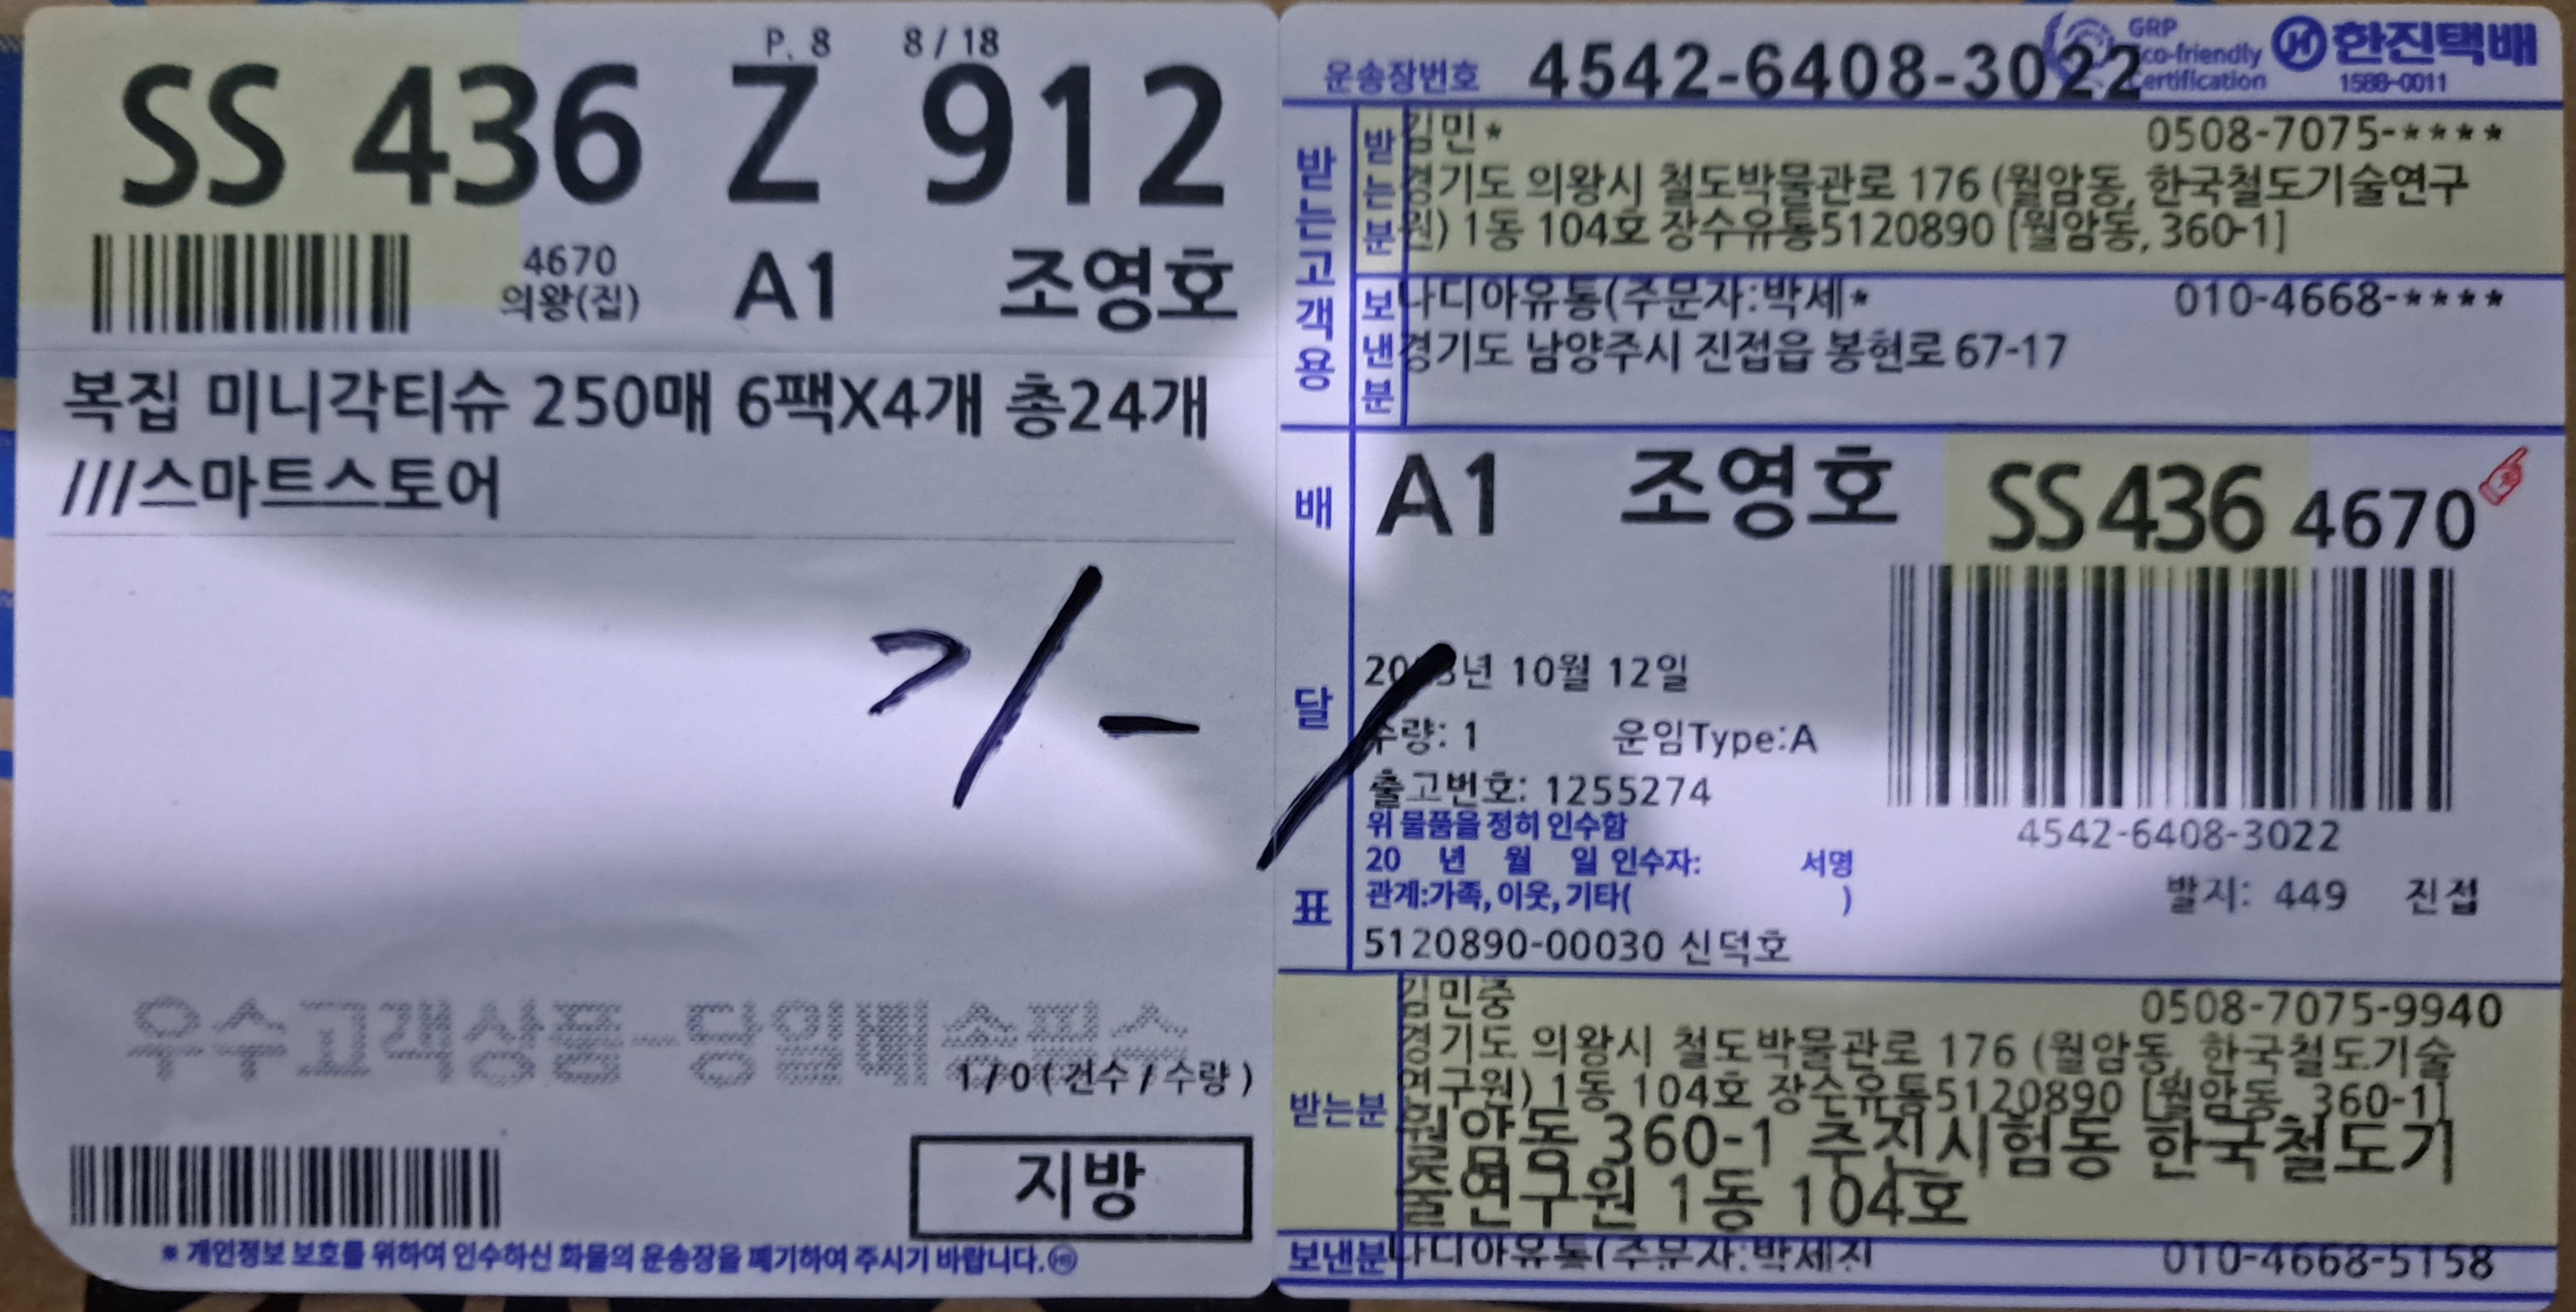 P. 8 8/18
SS 436 Z 912
4670
의왕(집)
A1 조영호
복집 미니각티슈 250매 6팩X4개 총24개
///스마트스토어
우수고객상품-당일배송필수
1/0(건수/수량)
지방
※ 개인정보 보호를 위하여 인수하신 화물의 운송장을 폐기하여 주시기 바랍니다.
운송장번호 4542-6408-3022
GRP
Eco-friendly
Certification
한진택배
1588-0011
받는고객용
받는분
김민* 0508-7075-****
경기도 의왕시 철도박물관로 176 (월암동, 한국철도기술연구
원) 1동 104호 장수유통5120890 [월암동, 360-1]
보낸분
나디아유통(주문자:박세* 010-4668-****
경기도 남양주시 진접읍 봉현로 67-17
배달표
A1 조영호 SS 436 4670
10월 12일
수량: 1 운임Type:A
출고번호: 1255274
위 물품을 정히 인수함
20 년 월 일 인수자: 서명
관계:가족, 이웃, 기타( )
4542-6408-3022
발지: 449 진접
5120890-00030 신덕호
받는분
김민중 0508-7075-9940
경기도 의왕시 철도박물관로 176 (월암동, 한국철도기술
연구원) 1동 104호 장수유통5120890 [월암동, 360-1]
월암동 360-1 추진시험동 한국철도기
술연구원 1동 104호
보낸분 나디아유통(주문자:박세진 010-4668-5158